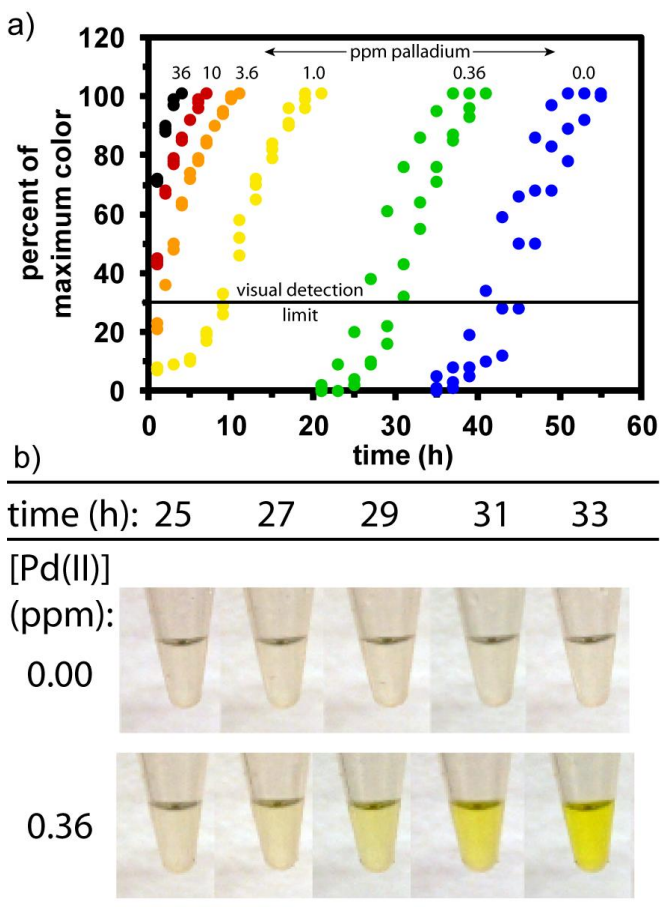 a)
120
100
80
60
40
20
0
percent of
maximum color
ppm palladium
36 10 3.6 1.0 0.36 0.0
visual detection
limit
0 10 20 30 40 50 60
time (h)
b)
time (h): 25 27 29 31 33
[Pd(II)]
(ppm):
0.00
0.36